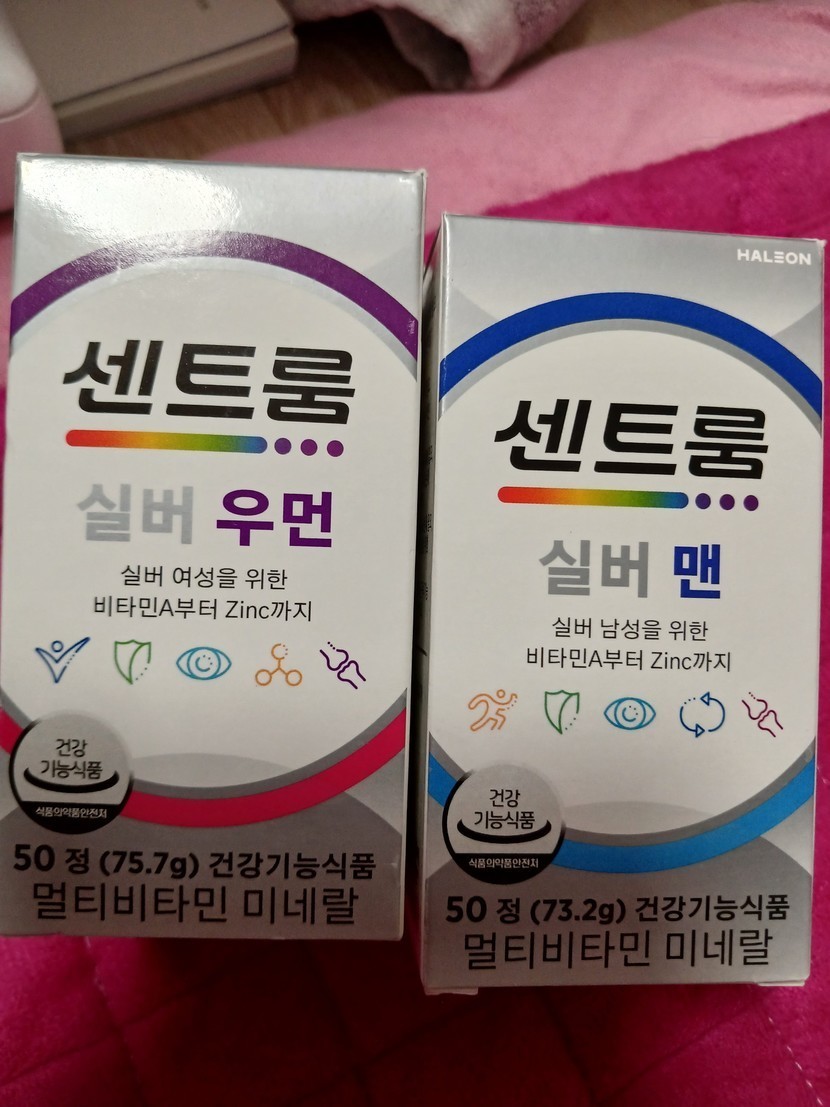 센트룸
실버 우먼
실버 여성을 위한
비타민A부터 Zinc까지
건강
기능식품
식품의약품안전처
50 정 (75.7g) 건강기능식품
멀티비타민 미네랄
HALEON
센트룸
실버 맨
실버 남성을 위한
비타민A부터 Zinc까지
건강
기능식품
식품의약품안전처
50 정 (73.2g) 건강기능식품
멀티비타민 미네랄